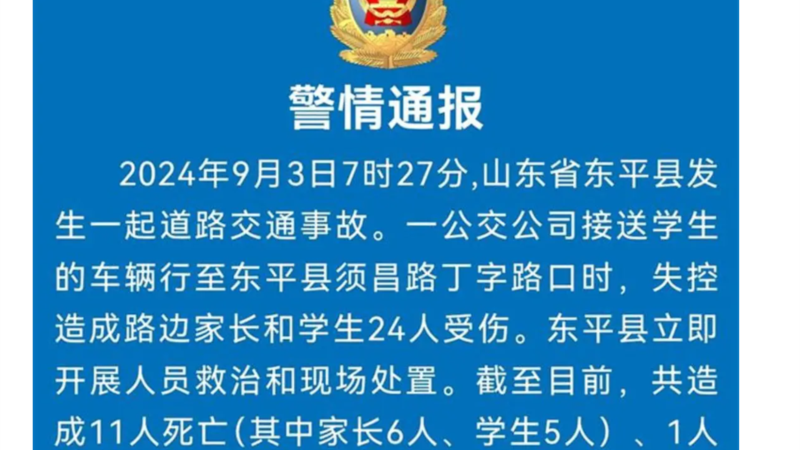 警情通报
2024年9月3日7时27分,山东省东平县发
生一起道路交通事故。一公交公司接送学生
的车辆行至东平县须昌路丁字路口时，失控
造成路边家长和学生24人受伤。东平县立即
开展人员救治和现场处置。截至目前，共造
成11人死亡(其中家长6人、学生5人）、1人